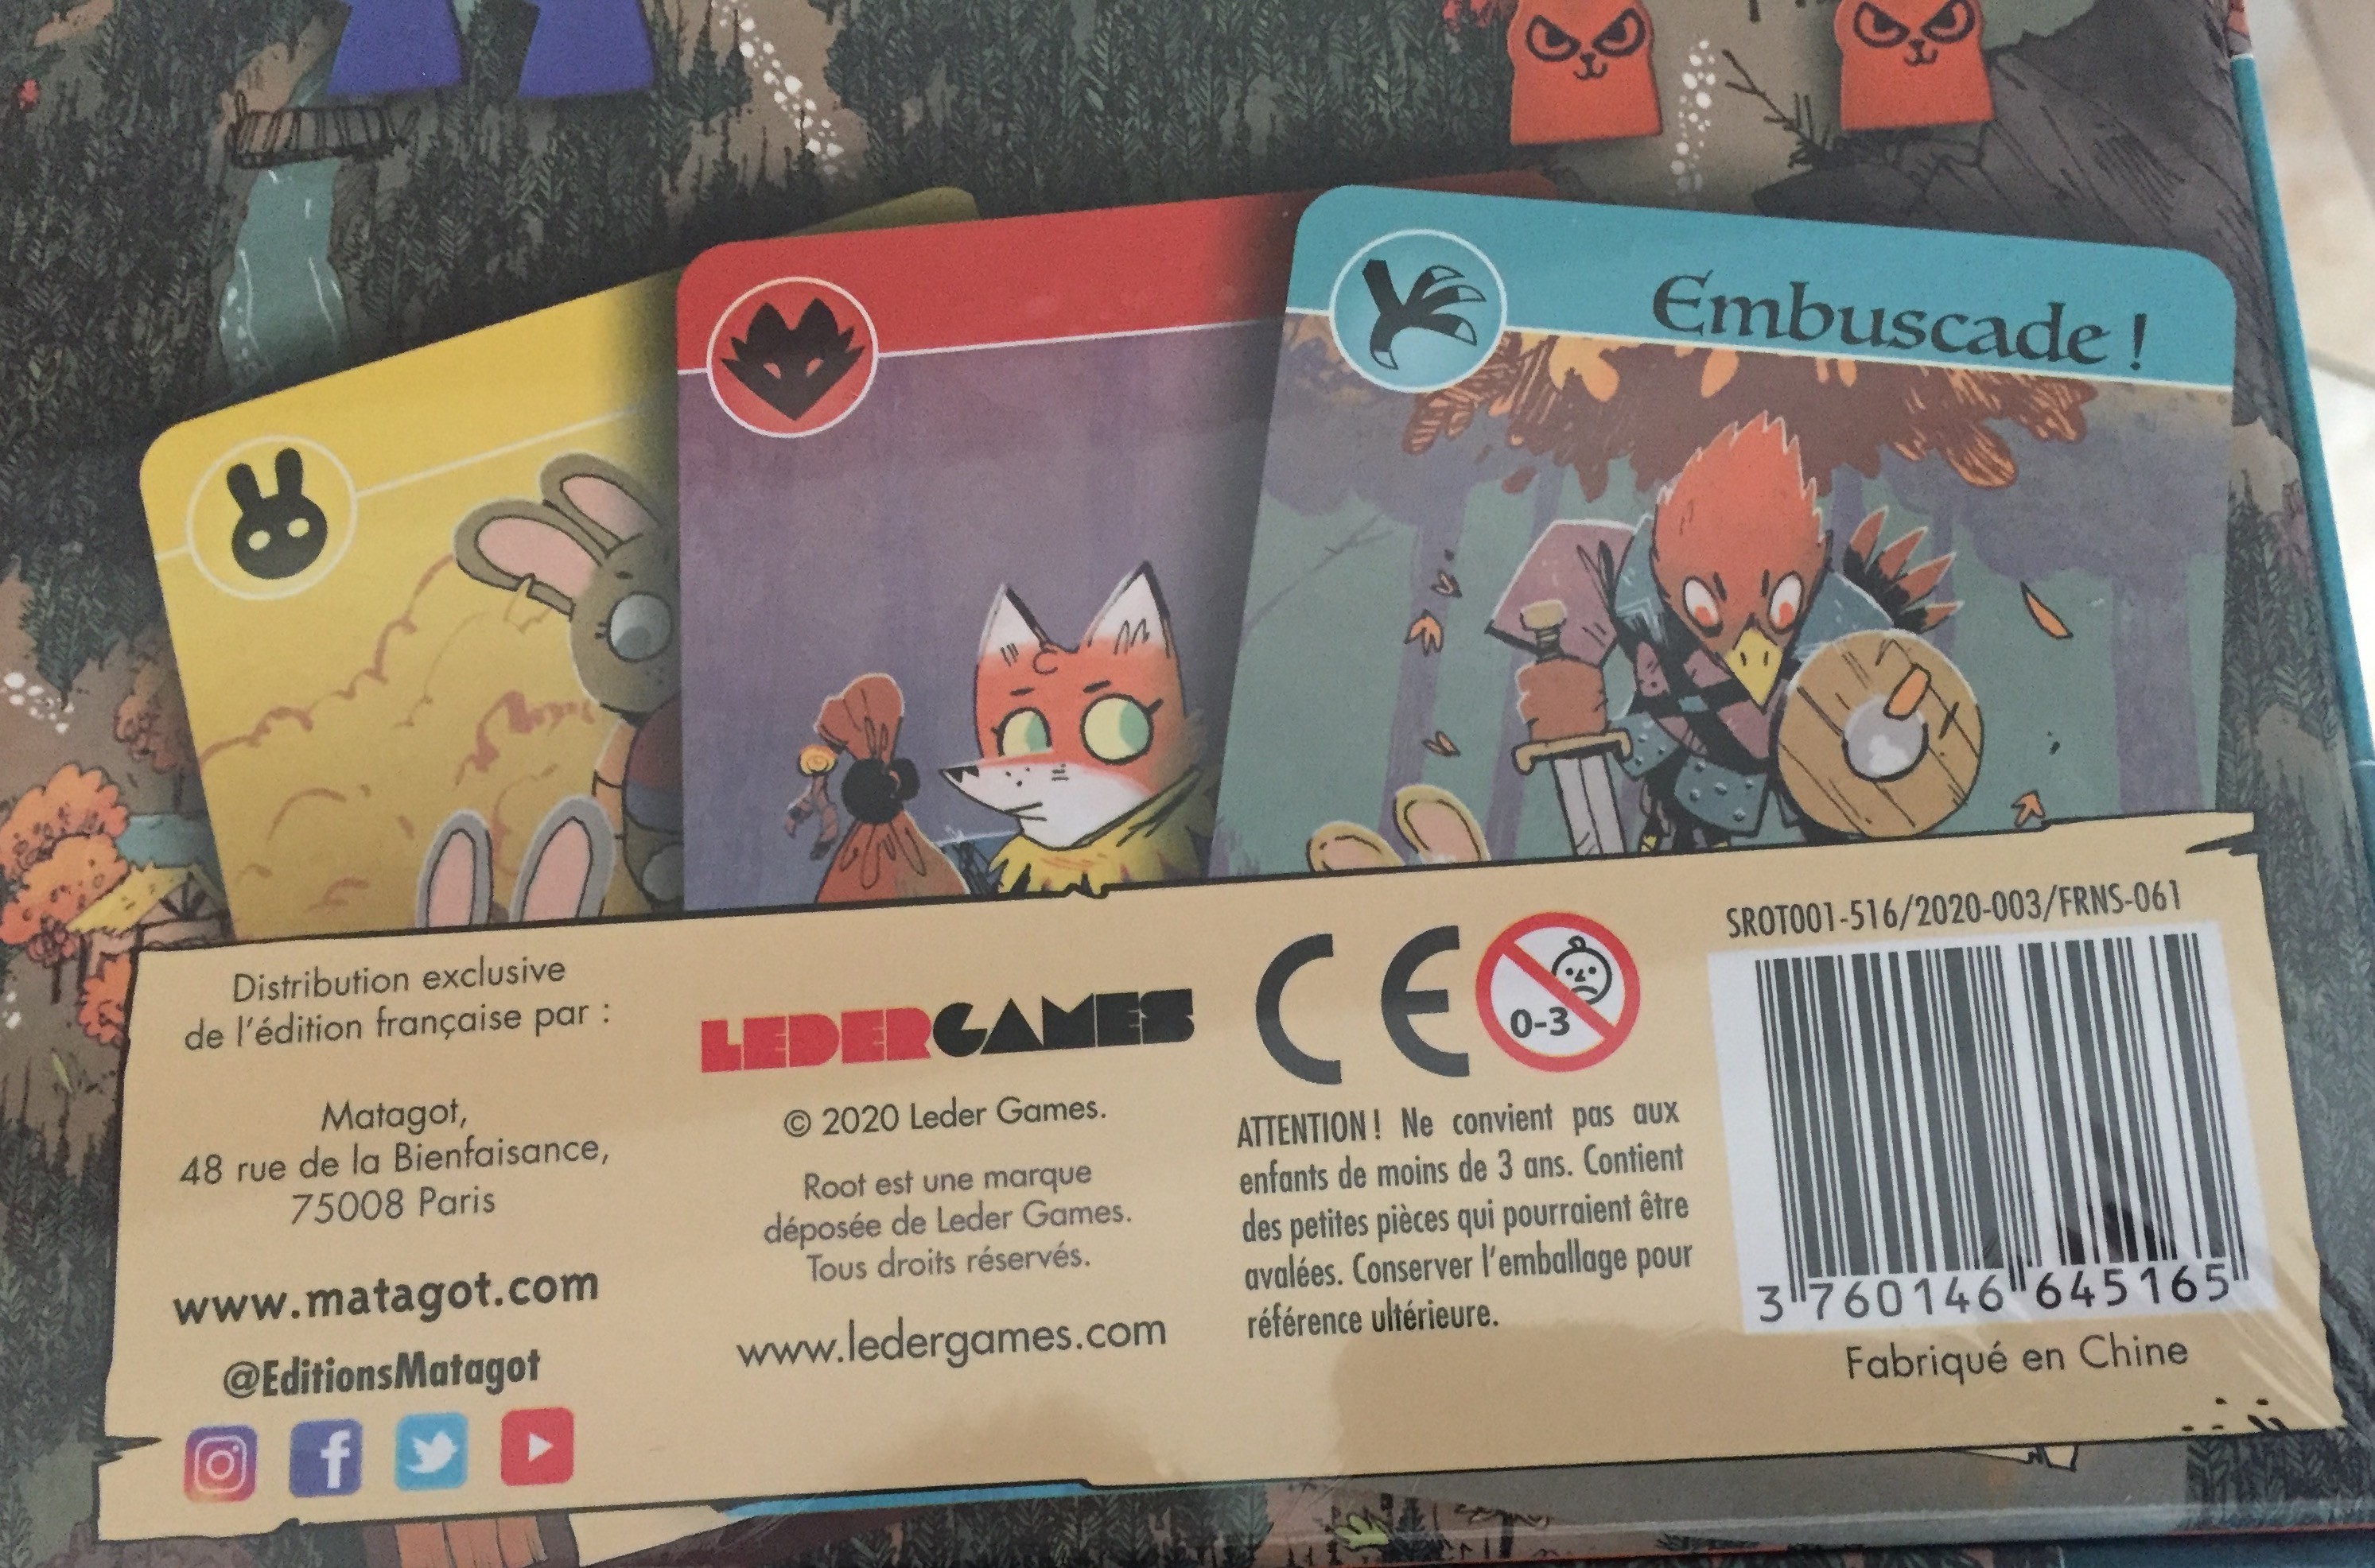 Embuscade !
Distribution exclusive
de l'édition française par :
Matagot,
48 rue de la Bienfaisance,
75008 Paris
www.matagot.com
@EditionsMatagot
LEDERGAMES
© 2020 Leder Games.
Root est une marque
déposée de Leder Games.
Tous droits réservés.
www.ledergames.com
CE
0-3
ATTENTION ! Ne convient pas aux
enfants de moins de 3 ans. Contient
des petites pièces qui pourraient être
avalées. Conserver l'emballage pour
référence ultérieure.
SROT001-516/2020-003/FRNS-061
3 760146 645165
Fabriqué en Chine